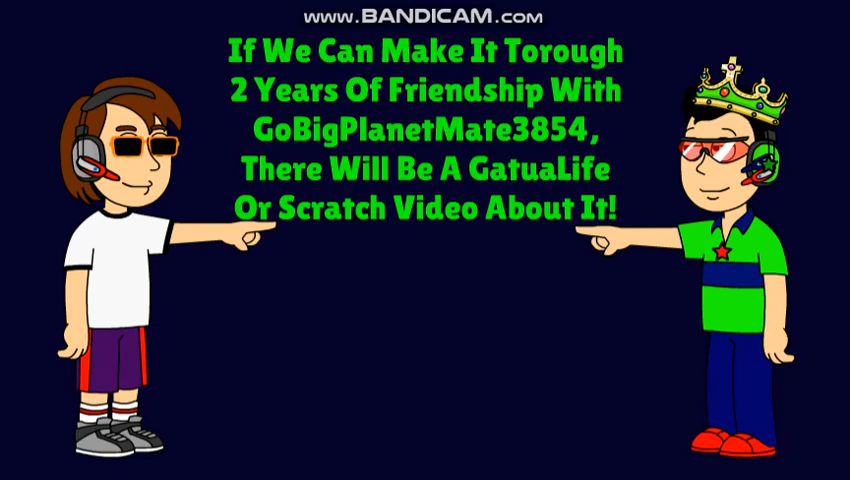 www.BANDICAM.com
If We Can Make It Torough
2 Years Of Friendship With
GoBigPlanetMate3854,
There Will Be A GatuaLife
Or Scratch Video About It!